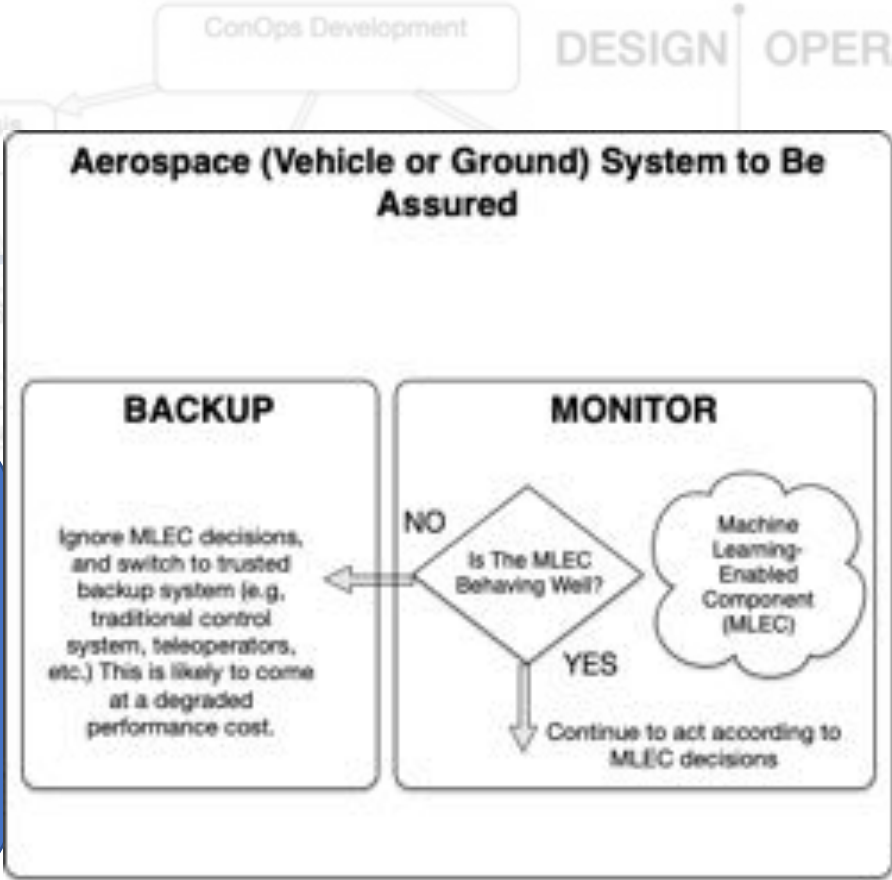 ConOps Development
DESIGN
OPER
sis
Aerospace (Vehicle or Ground) System to Be
Assured
BACKUP
Ignore MLEC decisions,
and switch to trusted
backup system (e.g,
traditional control
system, teleoperators,
etc.) This is likely to come
at a degraded
performance cost.
MONITOR
NO
Is The MLEC
Behaving Well?
YES
Continue to act according to
MLEC decisions
Machine
Learning-
Enabled
Component
(MLEC)